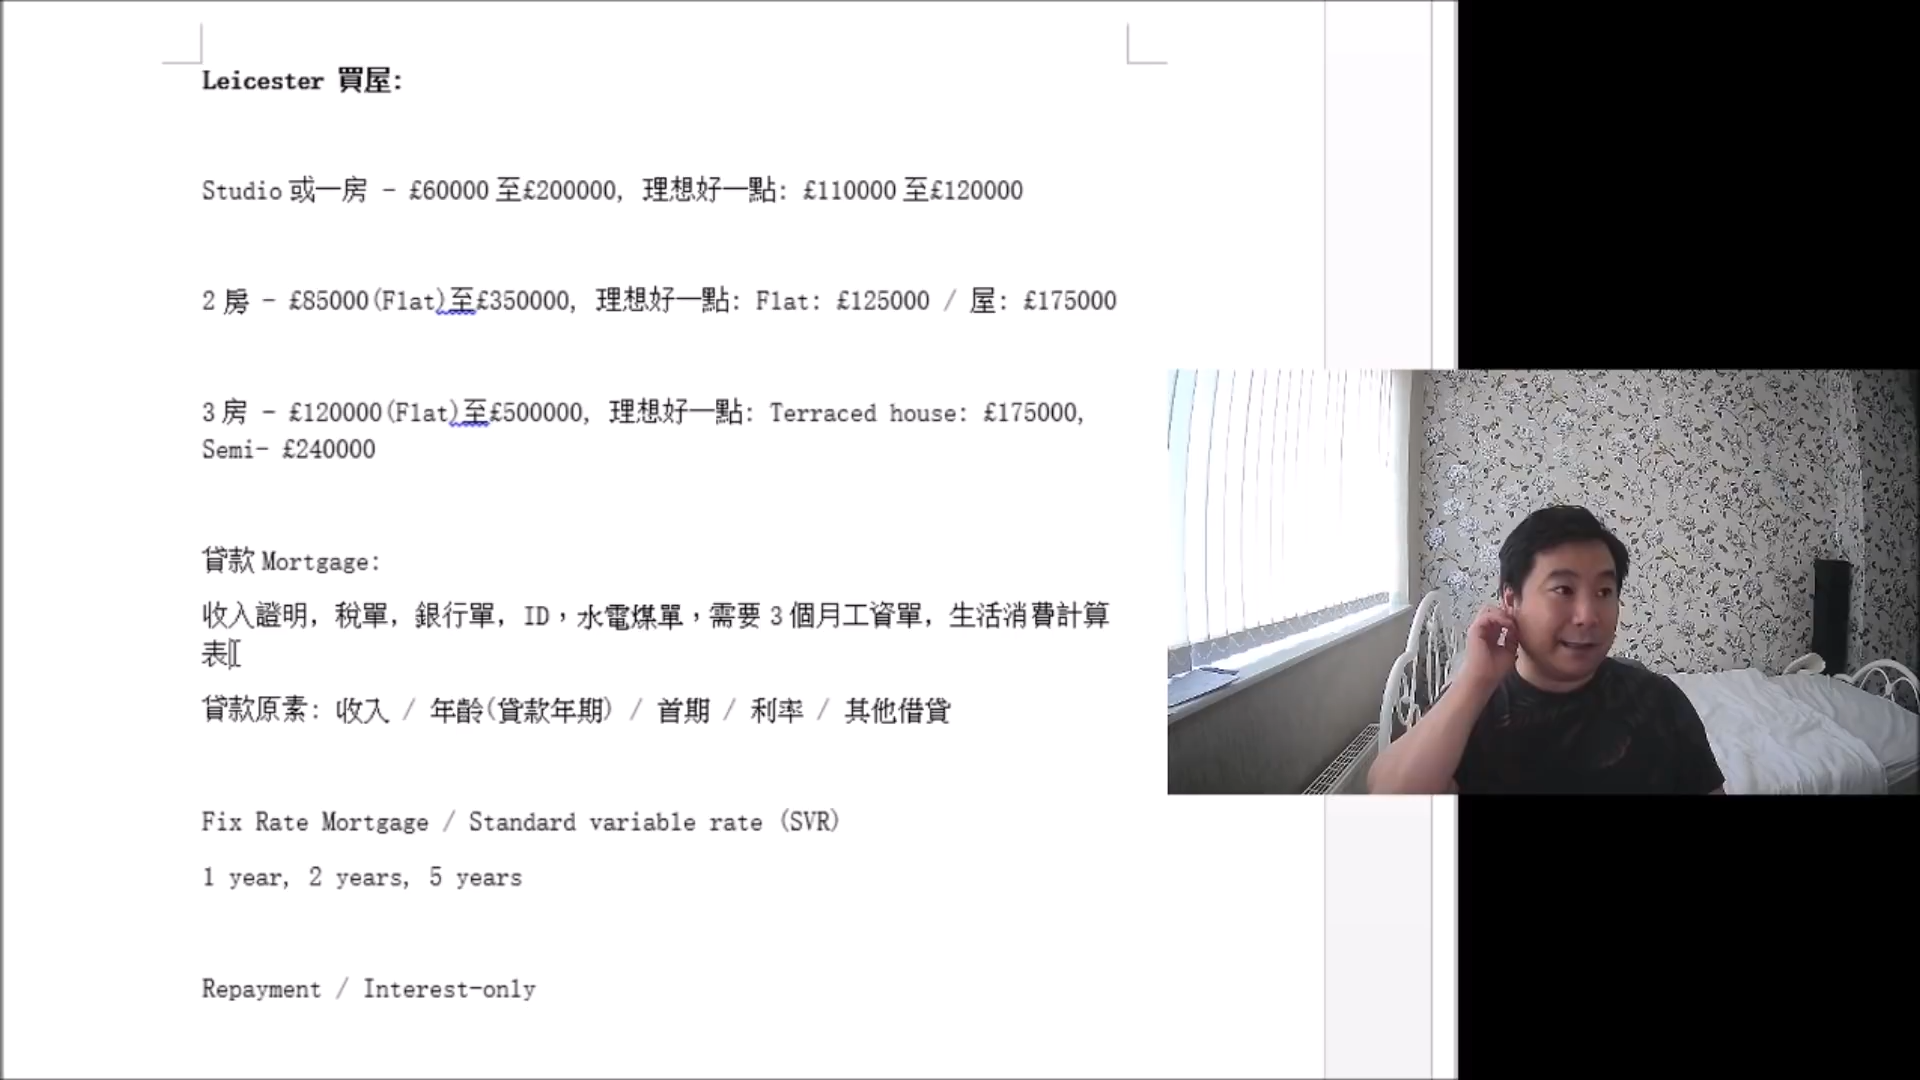 Leicester 買屋:
Studio 或一房 - £60000 至£200000, 理想好一點: £110000 至£120000
2 房 - £85000(Flat)至£350000, 理想好一點: Flat: £125000 / 屋: £175000
3 房 - £120000(Flat)至£500000, 理想好一點: Terraced house: £175000,
Semi- £240000
貸款 Mortgage:
收入證明, 稅單, 銀行單, ID，水電煤單，需要 3 個月工資單, 生活消費計算
表
貸款原素: 收入 / 年齡(貸款年期) / 首期 / 利率 / 其他借貸
Fix Rate Mortgage / Standard variable rate (SVR)
1 year, 2 years, 5 years
Repayment / Interest-only